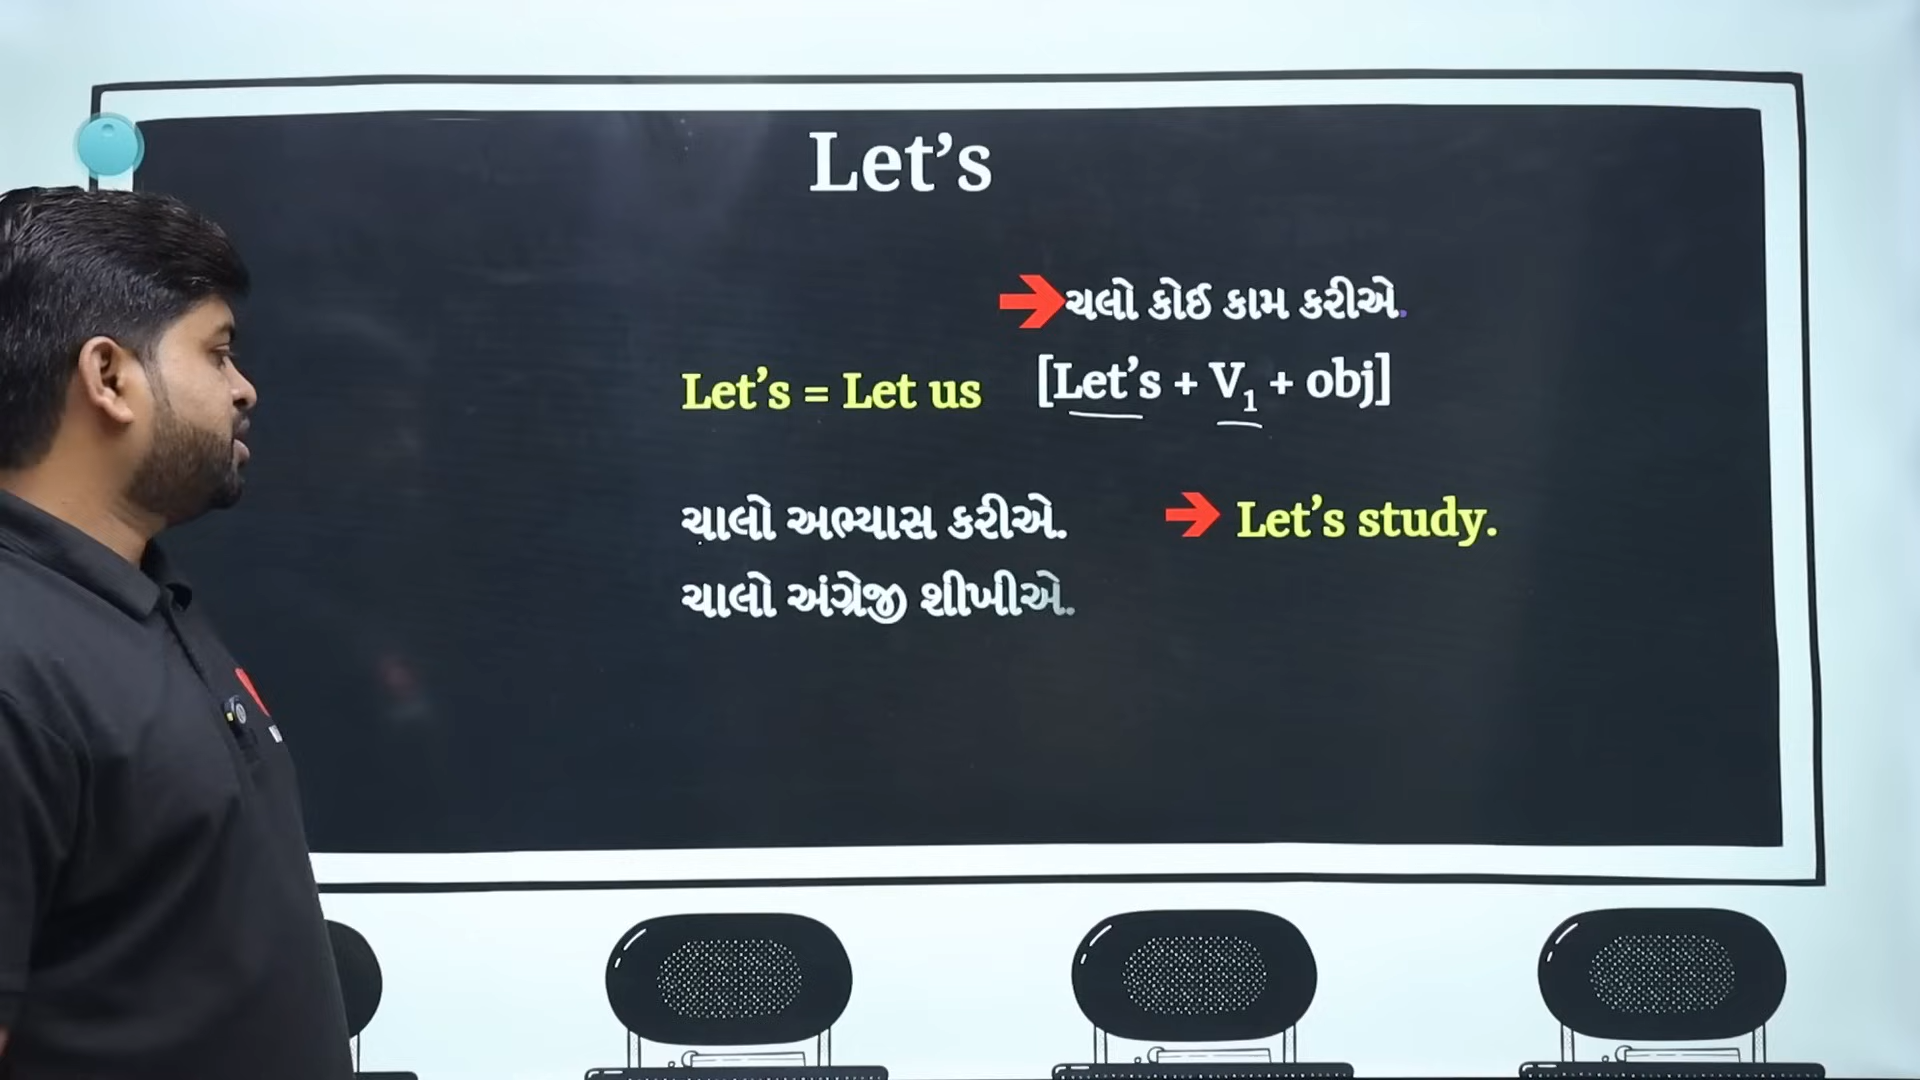 Let’s
ચલો કોઈ કામ કરીએ.
Let’s = Let us [Let’s + V₁ + obj]
ચાલો અભ્યાસ કરીએ. Let’s study.
ચાલો અંગ્રેજી શીખીએ.